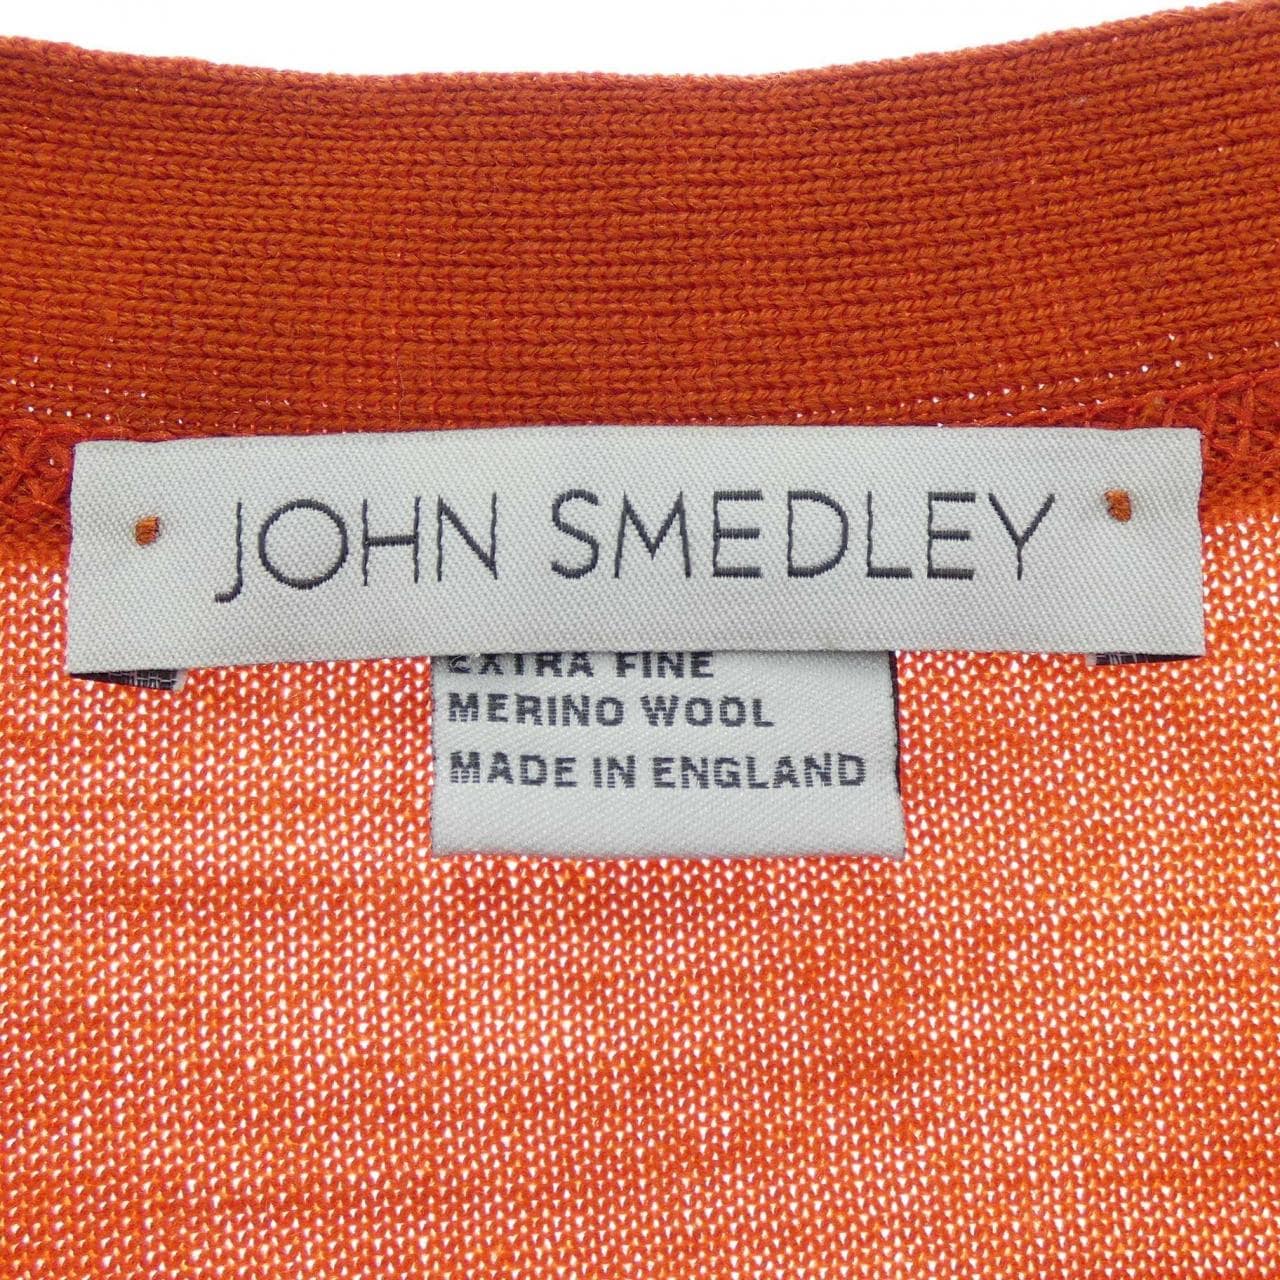 JOHN SMEDLEY
EXTRA FINE
MERINO WOOL
MADE IN ENGLAND